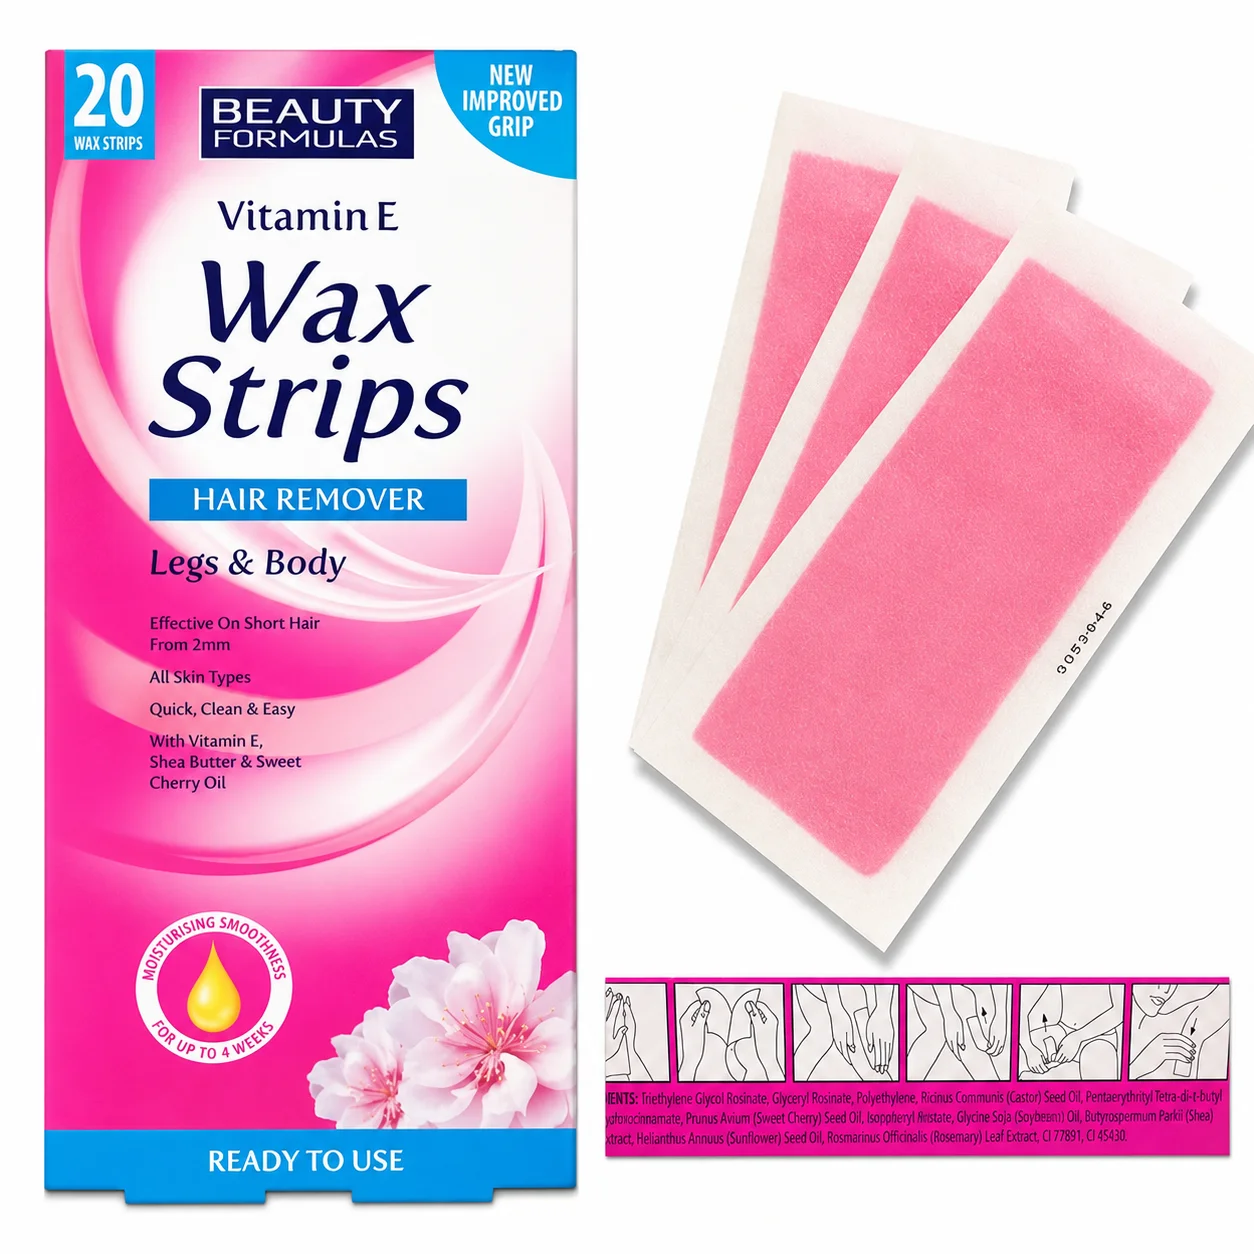 20
WAX STRIPS
BEAUTY
FORMULAS
NEW
IMPROVED
GRIP
Vitamin E
Wax
Strips
HAIR REMOVER
Legs & Body
Effective On Short Hair
From 2mm
All Skin Types
Quick, Clean & Easy
With Vitamin E,
Shea Butter & Sweet
Cherry Oil
MOISTURISING SMOOTHNESS
FOR UP TO 4 WEEKS
READY TO USE
3053-0-4-6
IENTS: Triethylene Glycol Rosinate, Glyceryl Rosinate, Polyethylene, Ricinus Communis (Castor) Seed Oil, Pentaerythrityl Tetra-di-t-butyl
Prunus Avium (Sweet Cherry) Seed Oil, Glycine Soja (Soybean) Oil, Butyrospermum Parkii (Shea)
xtract, Helianthus Annuus (Sunflower) Seed Oil, Rosmarinus Officinalis (Rosemary) Leaf Extract, CI 77891, CI 45430.